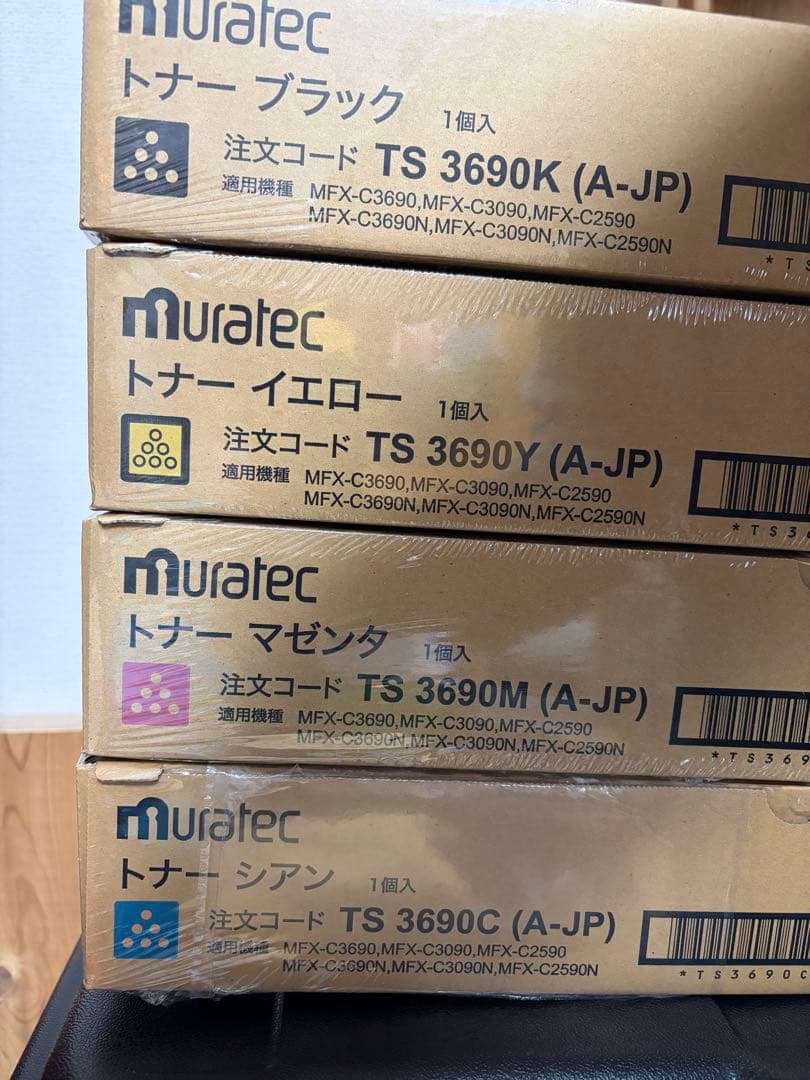 muratec
トナー ブラック 1個入
注文コード TS 3690K (A-JP)
適用機種 MFX-C3690,MFX-C3090,MFX-C2590
MFX-C3690N,MFX-C3090N,MFX-C2590N
*TS
muratec
トナー イエロー 1個入
注文コード TS 3690Y (A-JP)
適用機種 MFX-C3690,MFX-C3090,MFX-C2590
MFX-C3690N,MFX-C3090N,MFX-C2590N
*TS36
muratec
トナー マゼンタ 1個入
注文コード TS 3690M (A-JP)
適用機種 MFX-C3690,MFX-C3090,MFX-C2590
MFX-C3690N,MFX-C3090N,MFX-C2590N
*TS369
muratec
トナー シアン 1個入
注文コード TS 3690C (A-JP)
適用機種 MFX-C3690,MFX-C3090,MFX-C2590
MFX-C3690N,MFX-C3090N,MFX-C2590N
*TS3690C